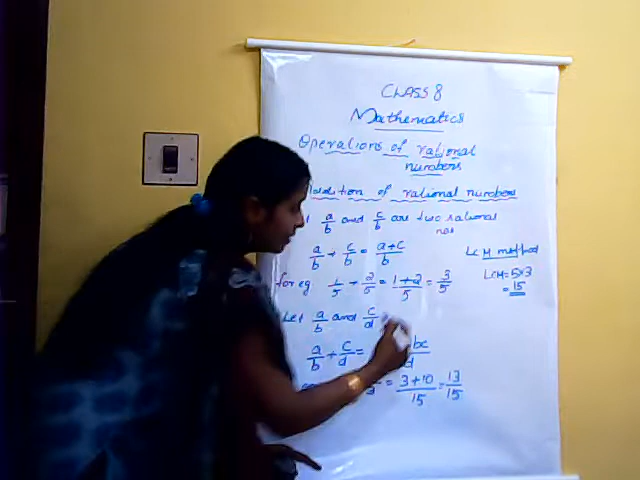 CLASS 8
Mathematics
Operations of rational
numbers
of rational numbers
a/b and c/b are two rational
nos
a/b + c/b = a+c/b
LCM method
for eg 1/5 + 2/5 = 1+2/5 = 3/5
LCM = 5×3
= 15
Let a/b and c/d
a/b + c/d = bc/d
= 3+10/15 = 13/15